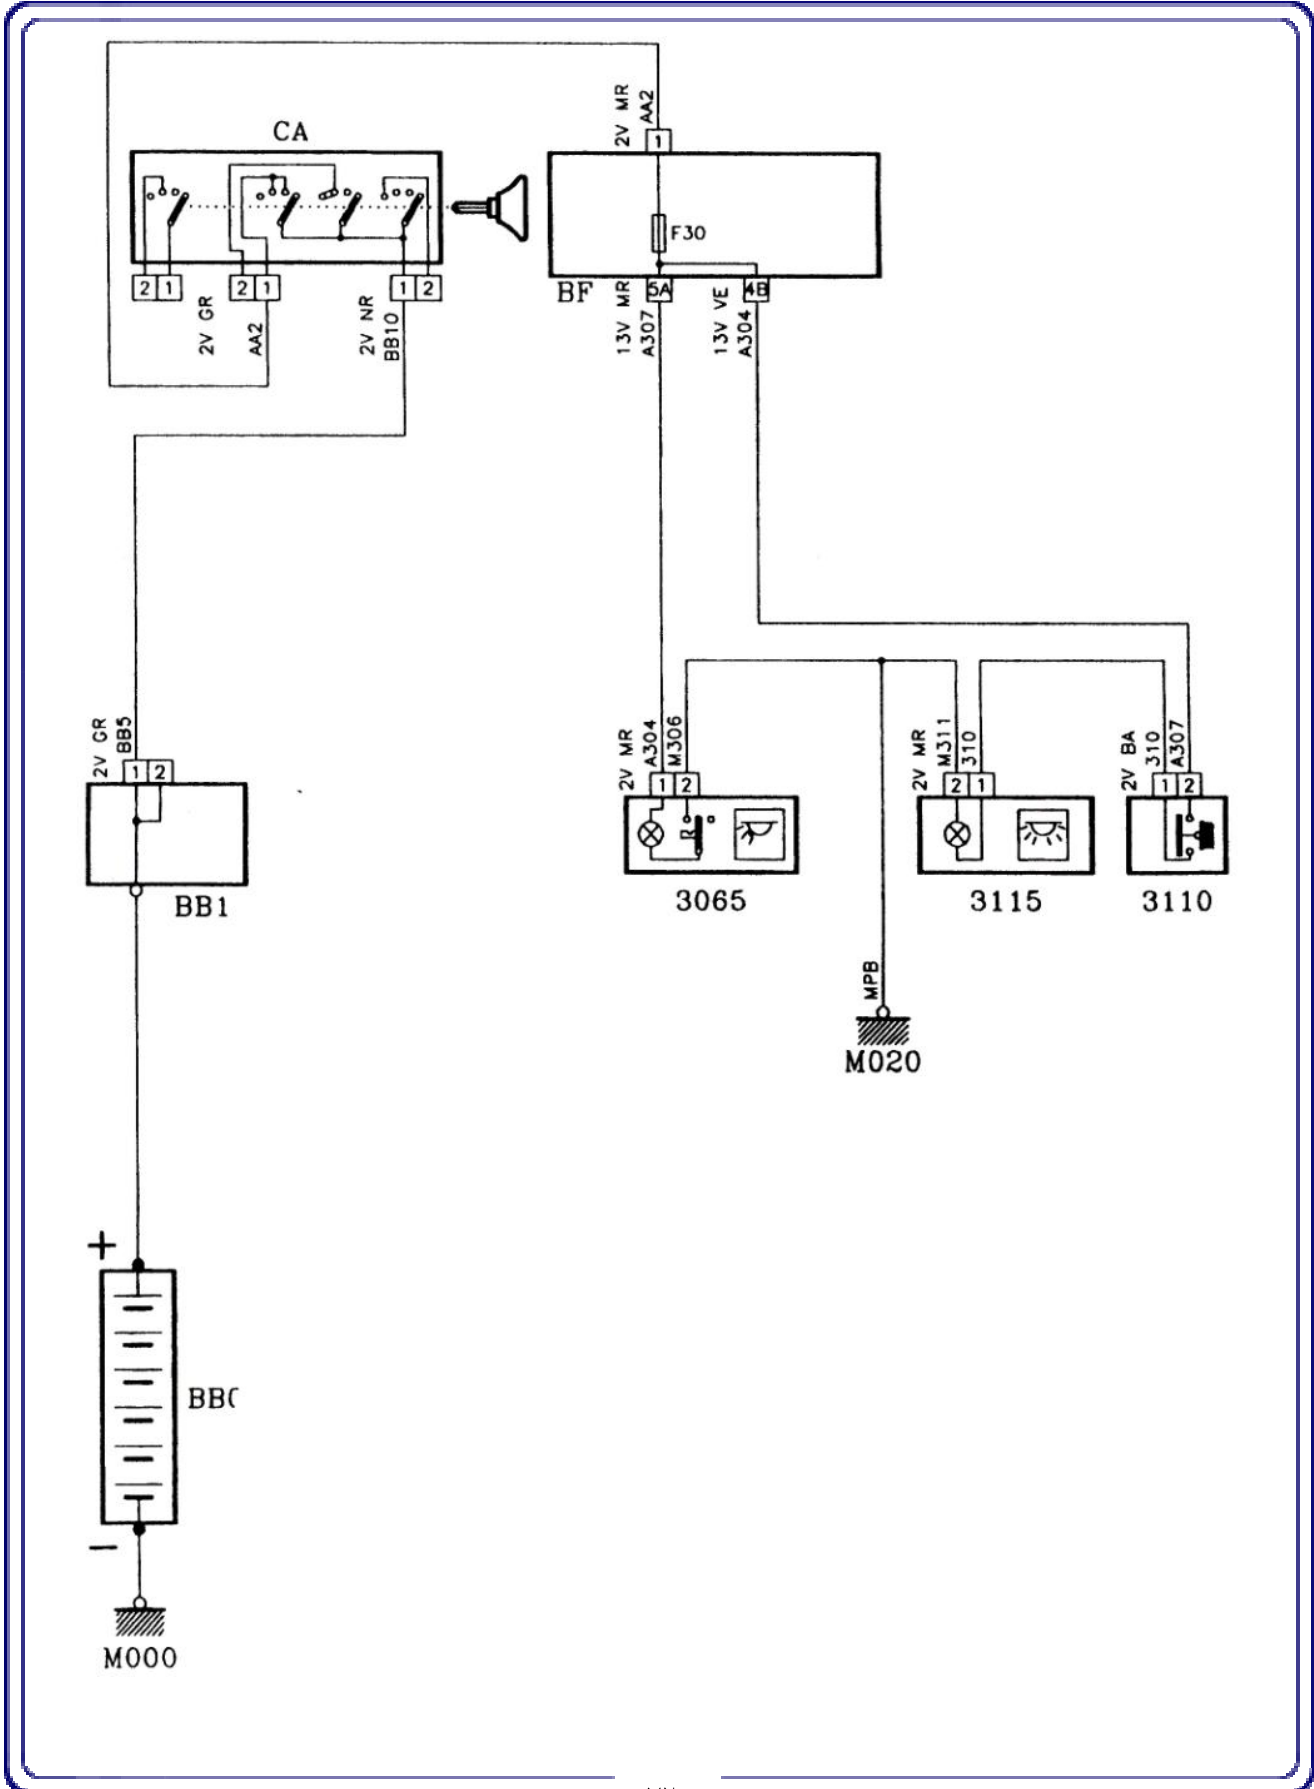 CA
2 1
2 1
1 2
2V GR
AA2
2V NR
BB10
2V MR
AA2
1
F30
BF
5A
4B
13V MR
A307
13V VE
A304
2V GR
BB5
1 2
BB1
2V MR
A304
M306
1 2
R
3065
2V MR
M311
310
2 1
3115
2V BA
310
A307
1 2
3110
MPB
M020
+
BB
−
M000